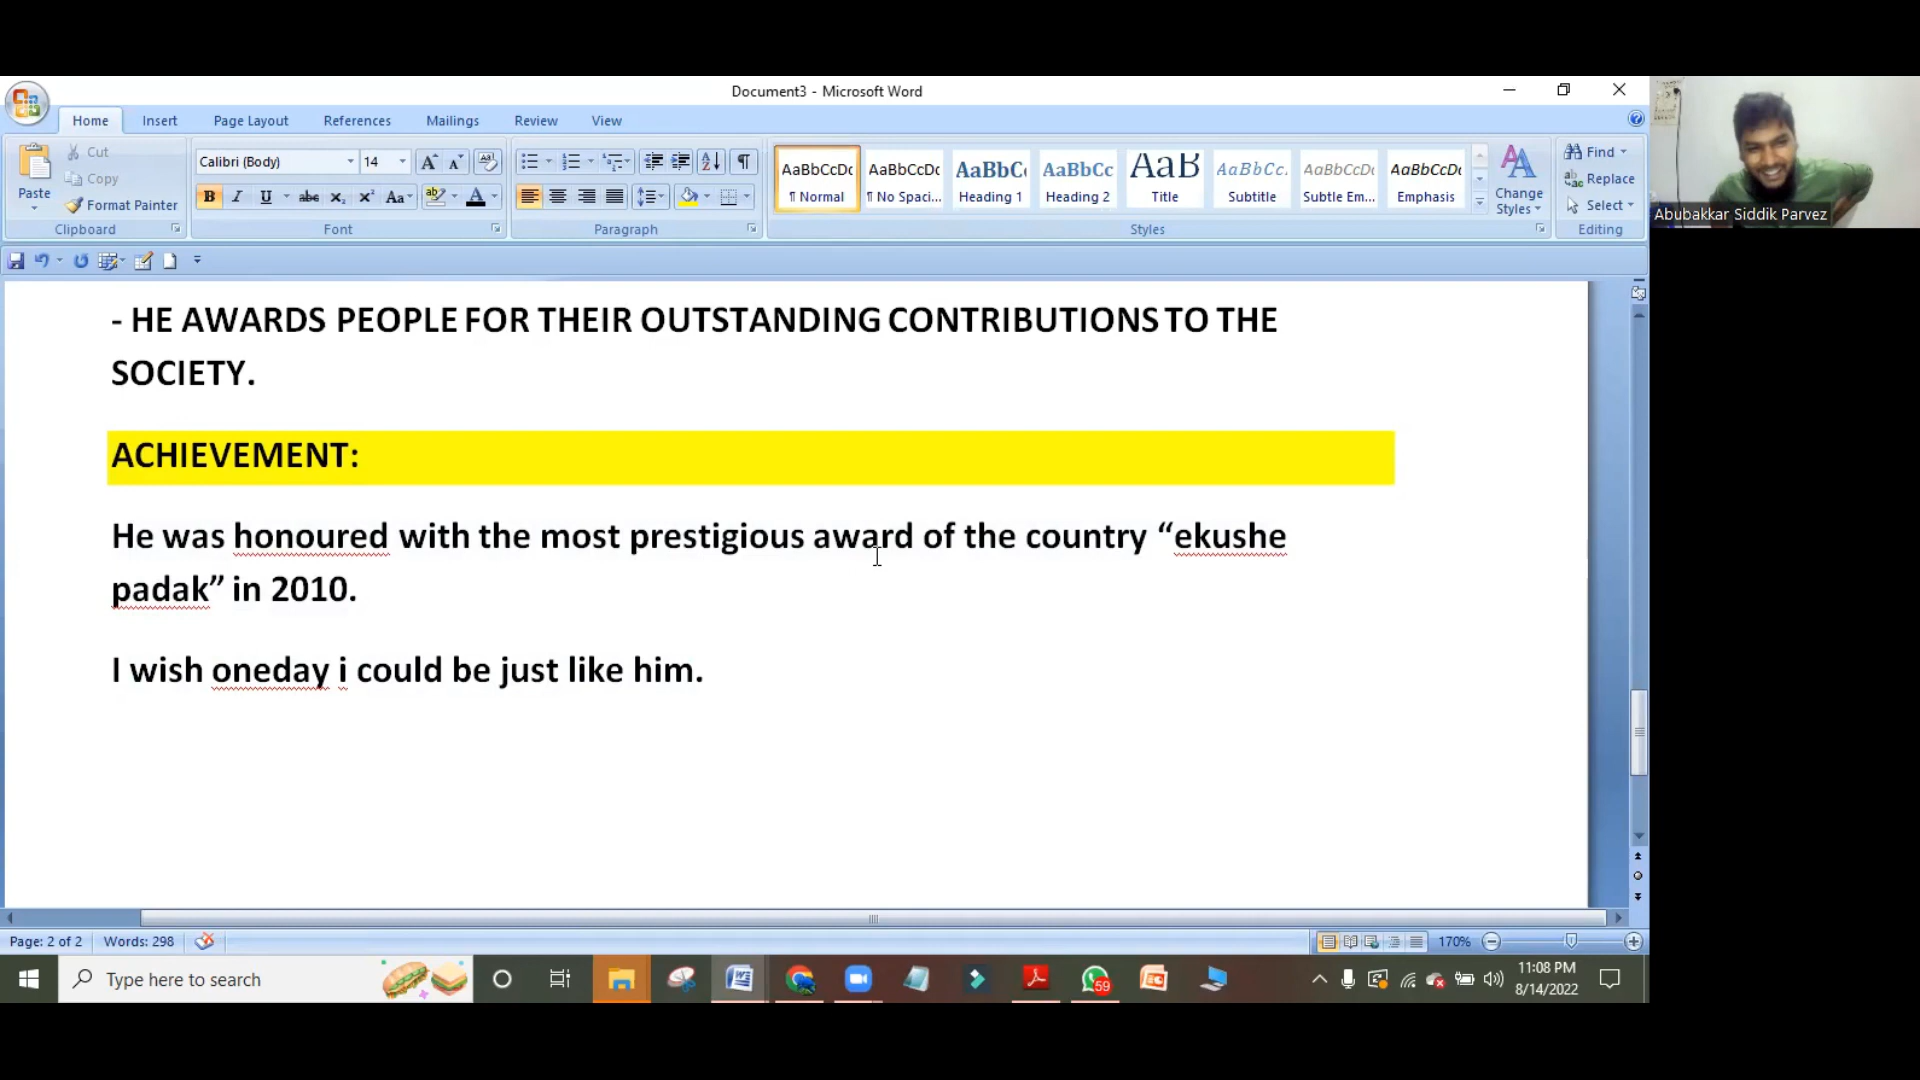 Document3 - Microsoft Word
Home Insert Page Layout References Mailings Review View
Paste Cut Copy Format Painter
Calibri (Body) 14
AaBbCcDc AaBbCcDc AaBbC AaBbCc AaB AaBbCc. AaBbCcDc AaBbCcDc
¶ Normal ¶ No Spaci... Heading 1 Heading 2 Title Subtitle Subtle Em... Emphasis
Change Styles
Find
Replace
Select
Clipboard Font Paragraph Styles Editing
Abubakkar Siddik Parvez
- HE AWARDS PEOPLE FOR THEIR OUTSTANDING CONTRIBUTIONS TO THE
SOCIETY.
ACHIEVEMENT:
He was honoured with the most prestigious award of the country “ekushe
padak” in 2010.
I wish oneday i could be just like him.
Page: 2 of 2 Words: 298 170%
Type here to search
59
11:08 PM
8/14/2022